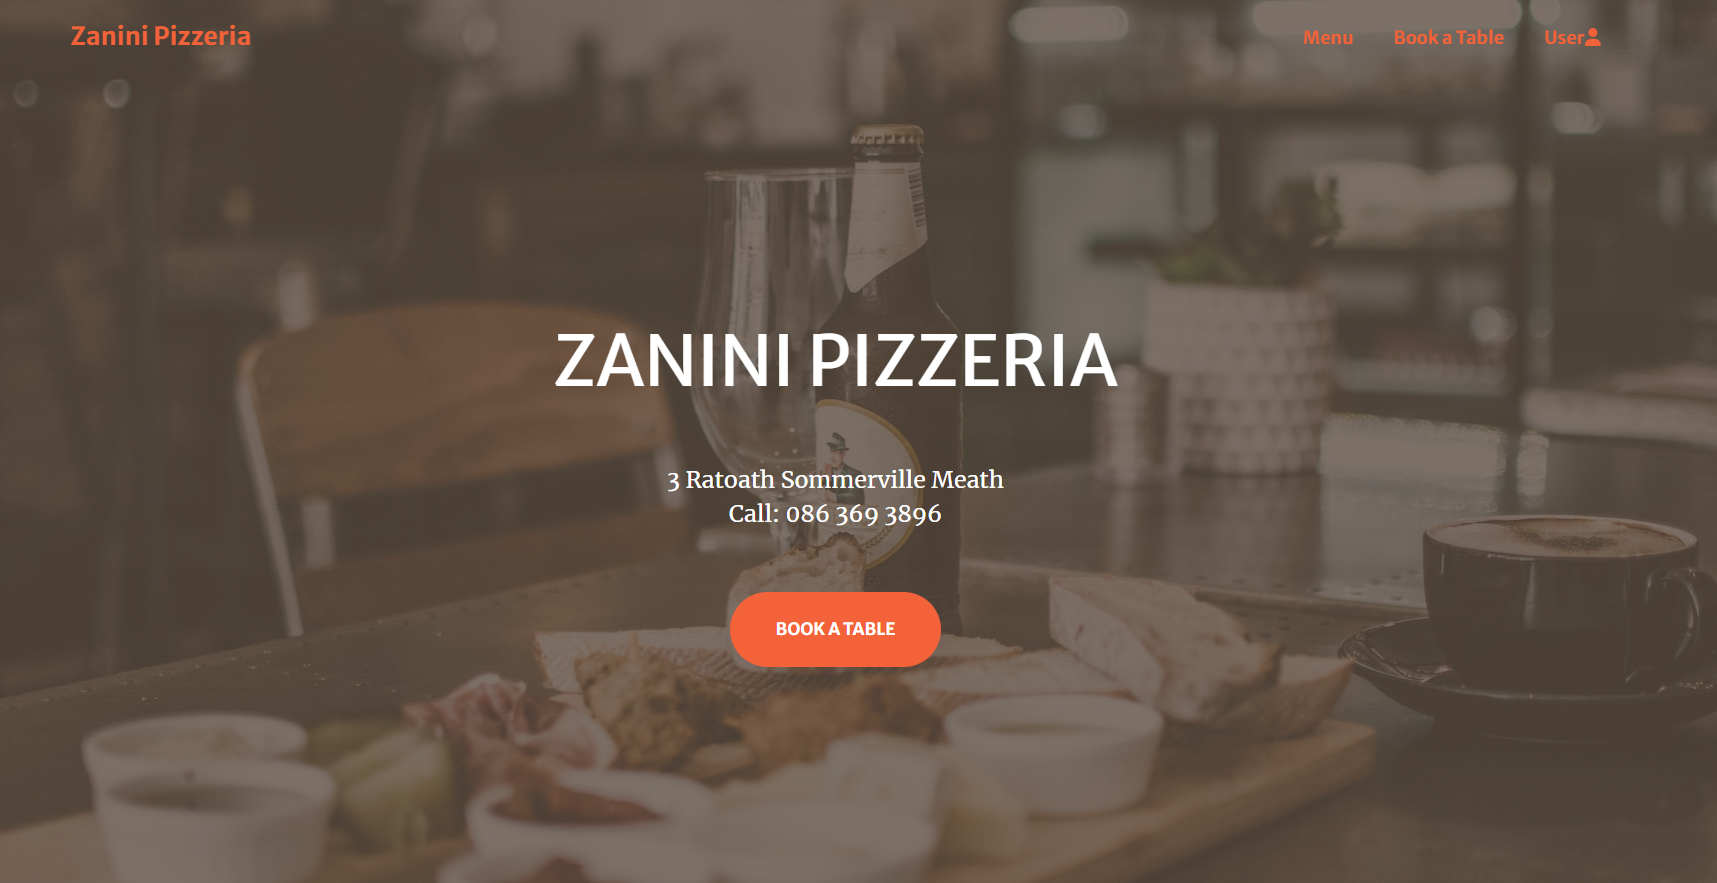 Zanini Pizzeria
Menu
Book a Table
User
ZANINI PIZZERIA
3 Ratoath Sommerville Meath
Call: 086 369 3896
BOOK A TABLE